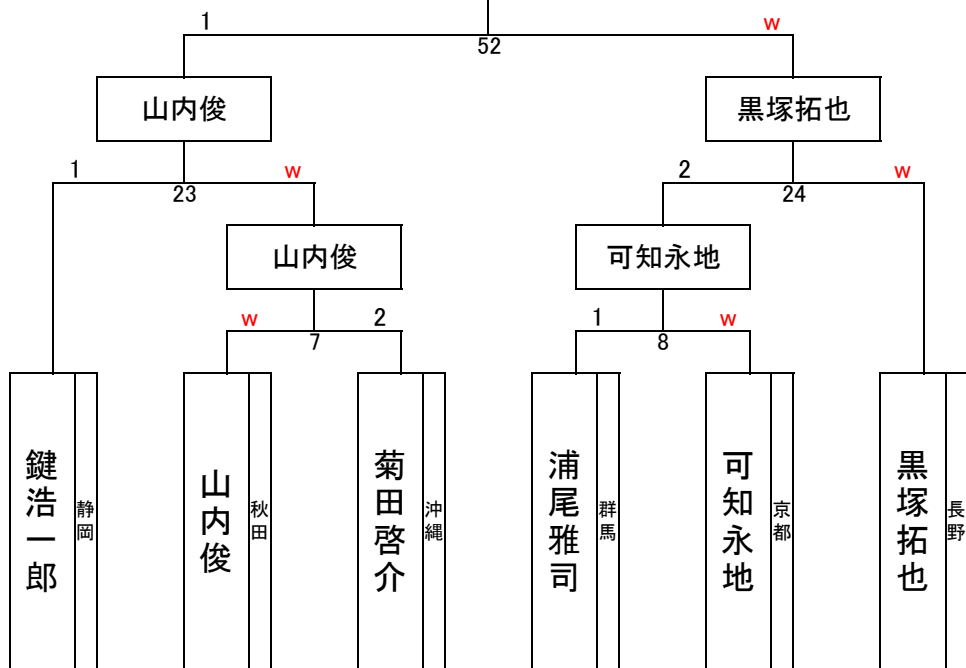 1
w
52
山内俊
黒塚拓也
1
w
23
2
w
24
山内俊
可知永地
w
2
7
1
w
8
鍵浩一郎
静岡
山内俊
秋田
菊田啓介
沖縄
浦尾雅司
群馬
可知永地
京都
黒塚拓也
長野